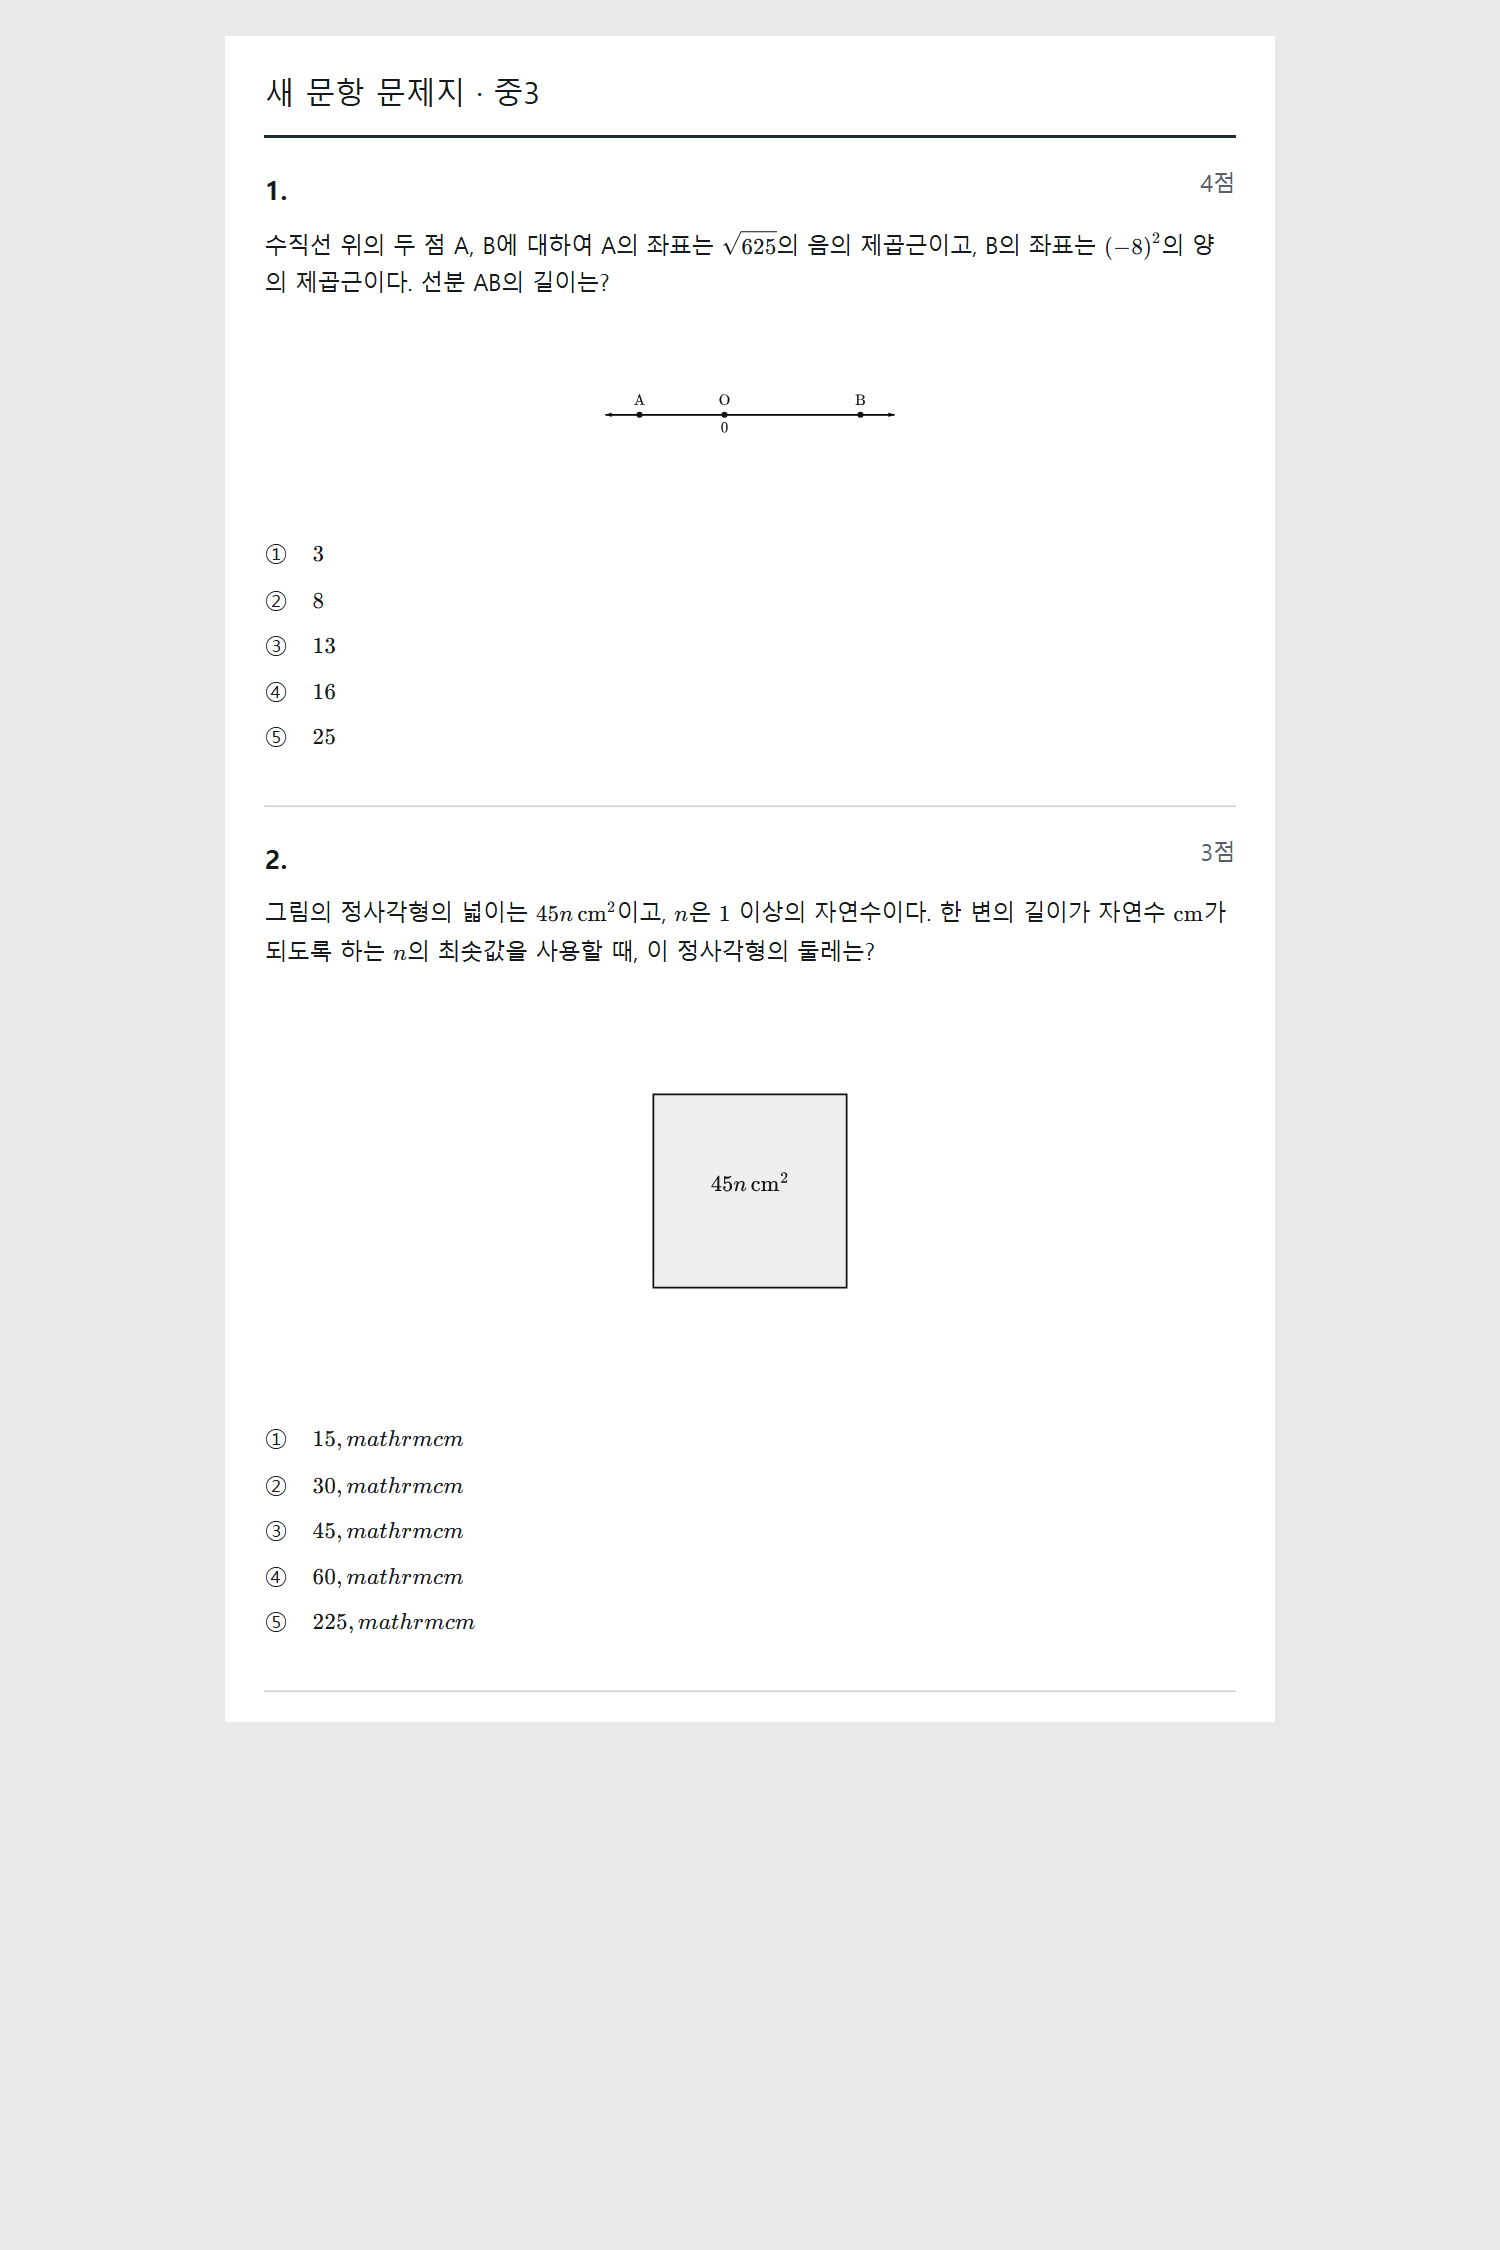 새 문항 문제지 · 중3
1.
4점
수직선 위의 두 점 A, B에 대하여 A의 좌표는 √625의 음의 제곱근이고, B의 좌표는 (−8)²의 양
의 제곱근이다. 선분 AB의 길이는?
A O B
0
① 3
② 8
③ 13
④ 16
⑤ 25
2.
3점
그림의 정사각형의 넓이는 45n cm²이고, n은 1 이상의 자연수이다. 한 변의 길이가 자연수 cm가
되도록 하는 n의 최솟값을 사용할 때, 이 정사각형의 둘레는?
45n cm²
① 15, mathrmcm
② 30, mathrmcm
③ 45, mathrmcm
④ 60, mathrmcm
⑤ 225, mathrmcm